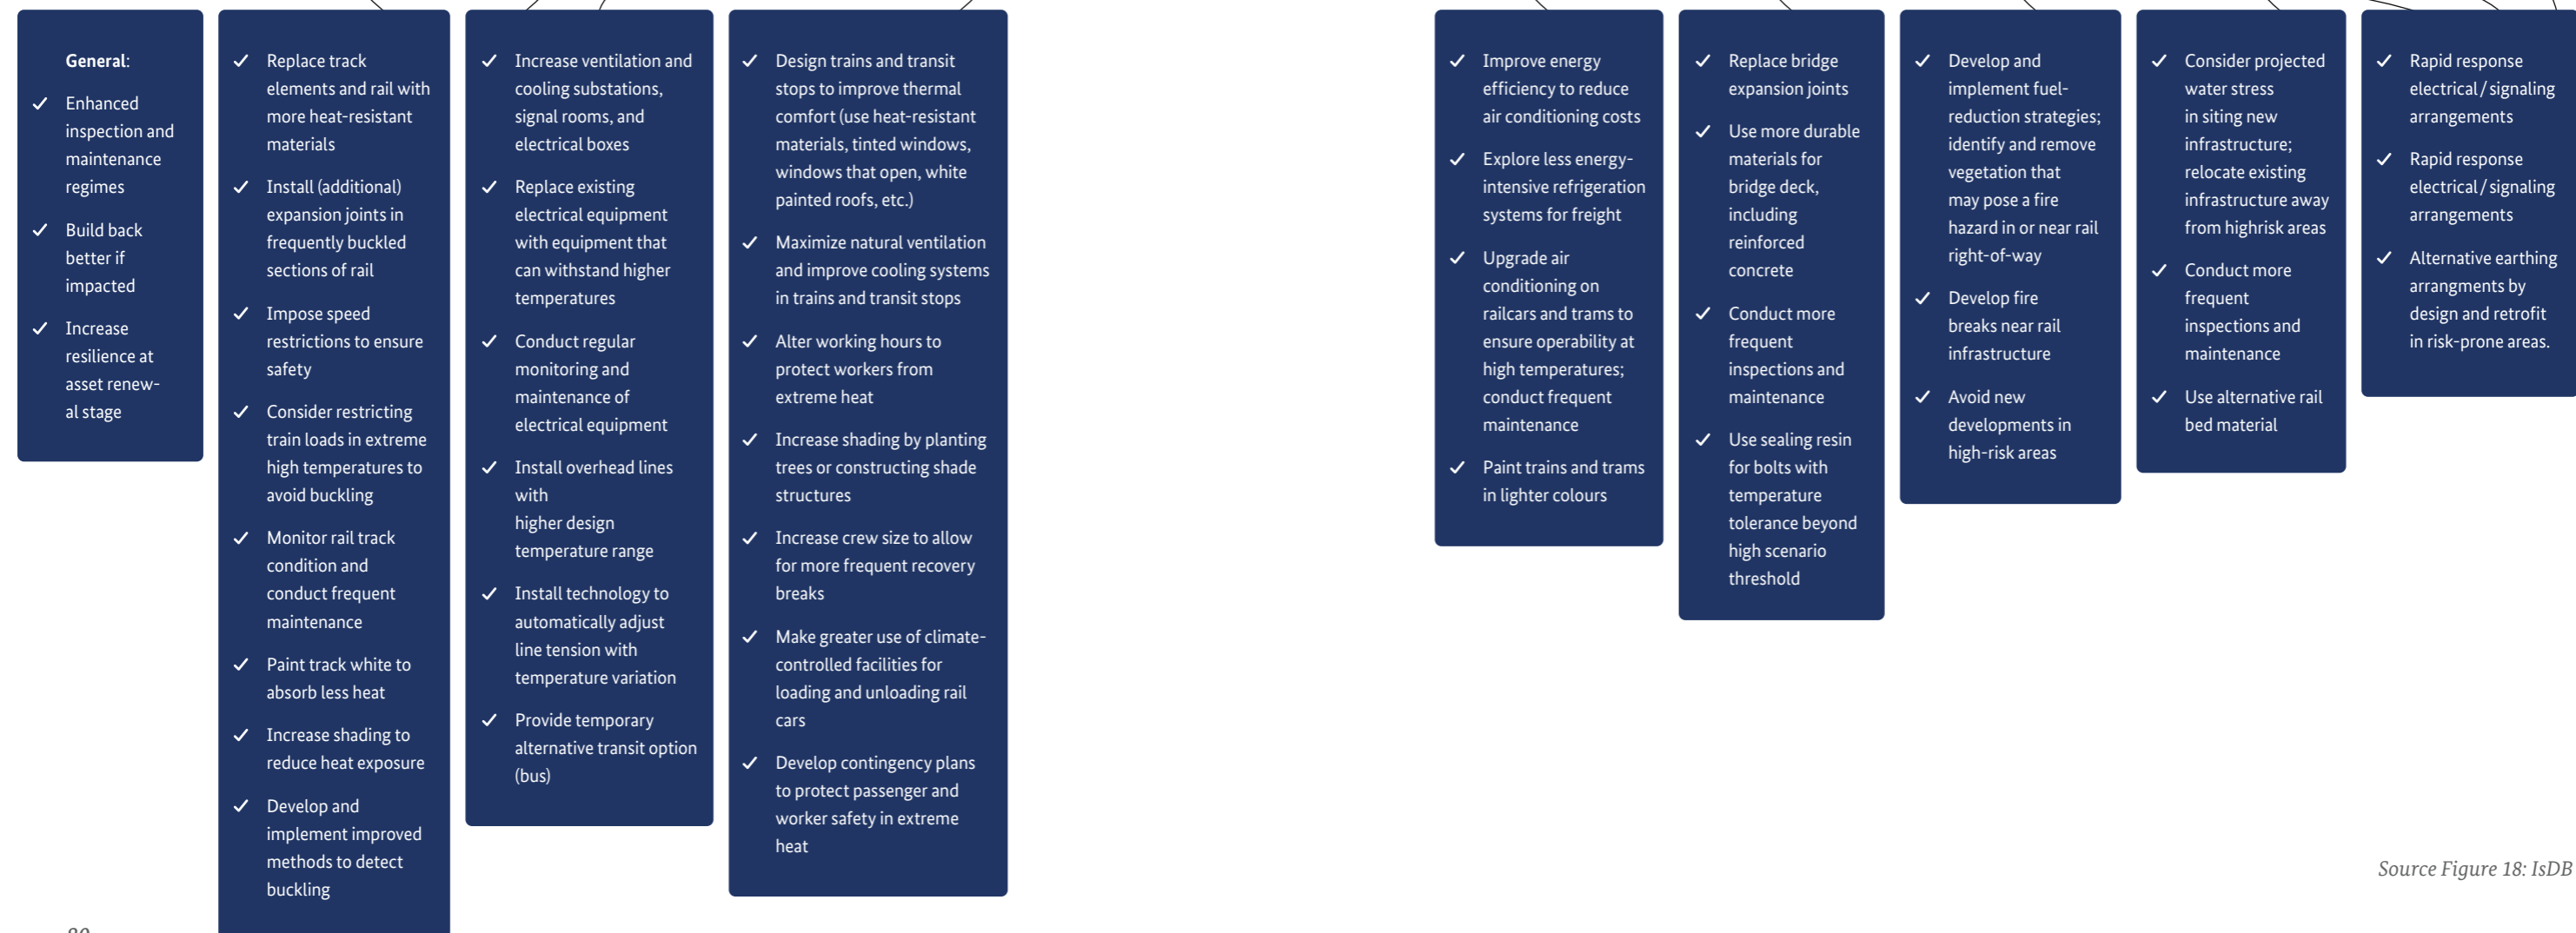 General:
Enhanced
inspection and
maintenance
regimes
Build back
better if
impacted
Increase
resilience at
asset renew-
al stage
Replace track
elements and rail with
more heat-resistant
materials
Install (additional)
expansion joints in
frequently buckled
sections of rail
Impose speed
restrictions to ensure
safety
Consider restricting
train loads in extreme
high temperatures to
avoid buckling
Monitor rail track
condition and
conduct frequent
maintenance
Paint track white to
absorb less heat
Increase shading to
reduce heat exposure
Develop and
implement improved
methods to detect
buckling
Increase ventilation and
cooling substations,
signal rooms, and
electrical boxes
Replace existing
electrical equipment
with equipment that
can withstand higher
temperatures
Conduct regular
monitoring and
maintenance of
electrical equipment
Install overhead lines
with
higher design
temperature range
Install technology to
automatically adjust
line tension with
temperature variation
Provide temporary
alternative transit option
(bus)
Design trains and transit
stops to improve thermal
comfort (use heat-resistant
materials, tinted windows,
windows that open, white
painted roofs, etc.)
Maximize natural ventilation
and improve cooling systems
in trains and transit stops
Alter working hours to
protect workers from
extreme heat
Increase shading by planting
trees or constructing shade
structures
Increase crew size to allow
for more frequent recovery
breaks
Make greater use of climate-
controlled facilities for
loading and unloading rail
cars
Develop contingency plans
to protect passenger and
worker safety in extreme
heat
Improve energy
efficiency to reduce
air conditioning costs
Explore less energy-
intensive refrigeration
systems for freight
Upgrade air
conditioning on
railcars and trams to
ensure operability at
high temperatures;
conduct frequent
maintenance
Paint trains and trams
in lighter colours
Replace bridge
expansion joints
Use more durable
materials for
bridge deck,
including
reinforced
concrete
Conduct more
frequent
inspections and
maintenance
Use sealing resin
for bolts with
temperature
tolerance beyond
high scenario
threshold
Develop and
implement fuel-
reduction strategies;
identify and remove
vegetation that
may pose a fire
hazard in or near rail
right-of-way
Develop fire
breaks near rail
infrastructure
Avoid new
developments in
high-risk areas
Consider projected
water stress
in siting new
infrastructure;
relocate existing
infrastructure away
from highrisk areas
Conduct more
frequent
inspections and
maintenance
Use alternative rail
bed material
Rapid response
electrical/signaling
arrangements
Rapid response
electrical/signaling
arrangements
Alternative earthing
arrangments by
design and retrofit
in risk-prone areas.
Source Figure 18: IsDB